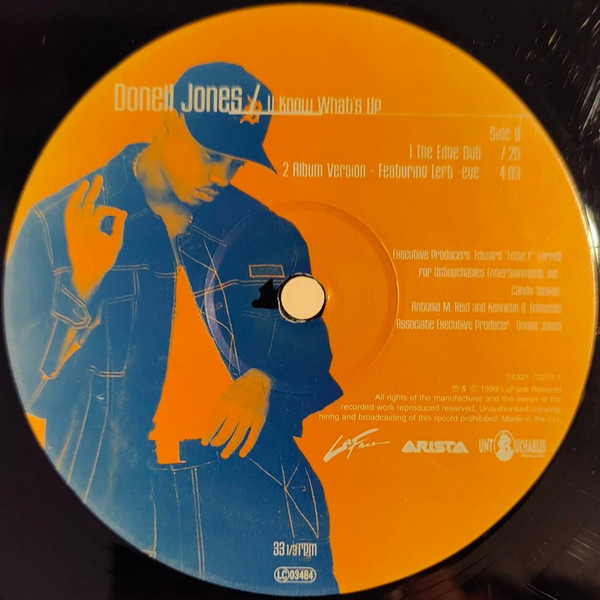 Donell Jones / U Know What's Up
Side B
1 The Edge Dub 7:20
2 Album Version - Featuring Left -eye 4:03
Executive Producers Edward "Eddie F" Ferrell
for Untouchables Entertainment Inc.
Antonio M. Reid and Kenneth B. Edmonds
Associate Executive Producer Donell Jones
℗ & © 1999 LaFace Records
All rights of the manufacturer and the owner of the
recorded work reproduced reserved. Unauthorised copying,
hiring and broadcasting of this record prohibited. Made in the EU.
LaFace ARISTA UNTOUCHABLES
33 1/3 rpm
LC 03484